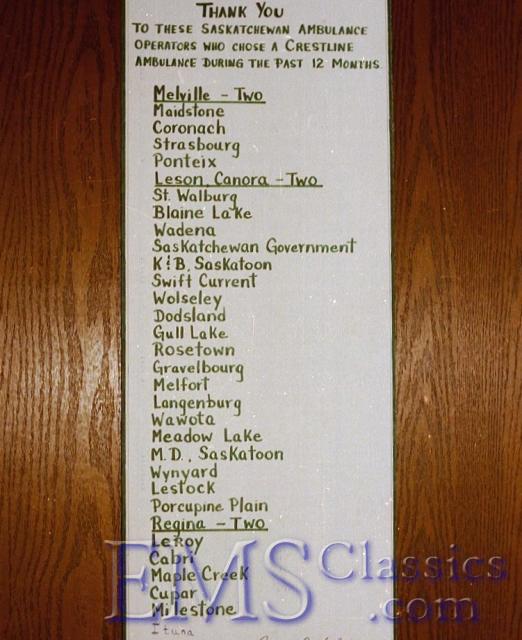 THANK YOU
TO THESE SASKATCHEWAN AMBULANCE
OPERATORS WHO CHOSE A CRESTLINE
AMBULANCE DURING THE PAST 12 MONTHS
Melville - Two
Maidstone
Coronach
Strasbourg
Ponteix
Leson, Canora - Two
St. Walburg
Blaine Lake
Wadena
Saskatchewan Government
K&B, Saskatoon
Swift Current
Wolseley
Dodsland
Gull Lake
Rosetown
Gravelbourg
Melfort
Langenburg
Wawota
Meadow Lake
M.D., Saskatoon
Wynyard
Lestock
Porcupine Plain
Regina - Two
LeRoy
Cabri
Maple Creek
Cupar
Milestone
Ituna
EMSClassics
.com